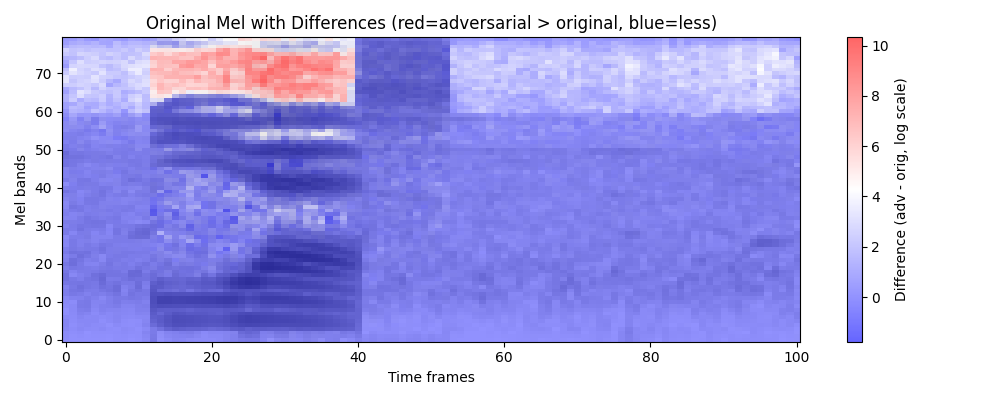 Original Mel with Differences (red=adversarial > original, blue=less)
Mel bands
70
60
50
40
30
20
10
0
0 20 40 60 80 100
Time frames
10
8
6
4
2
0
Difference (adv - orig, log scale)